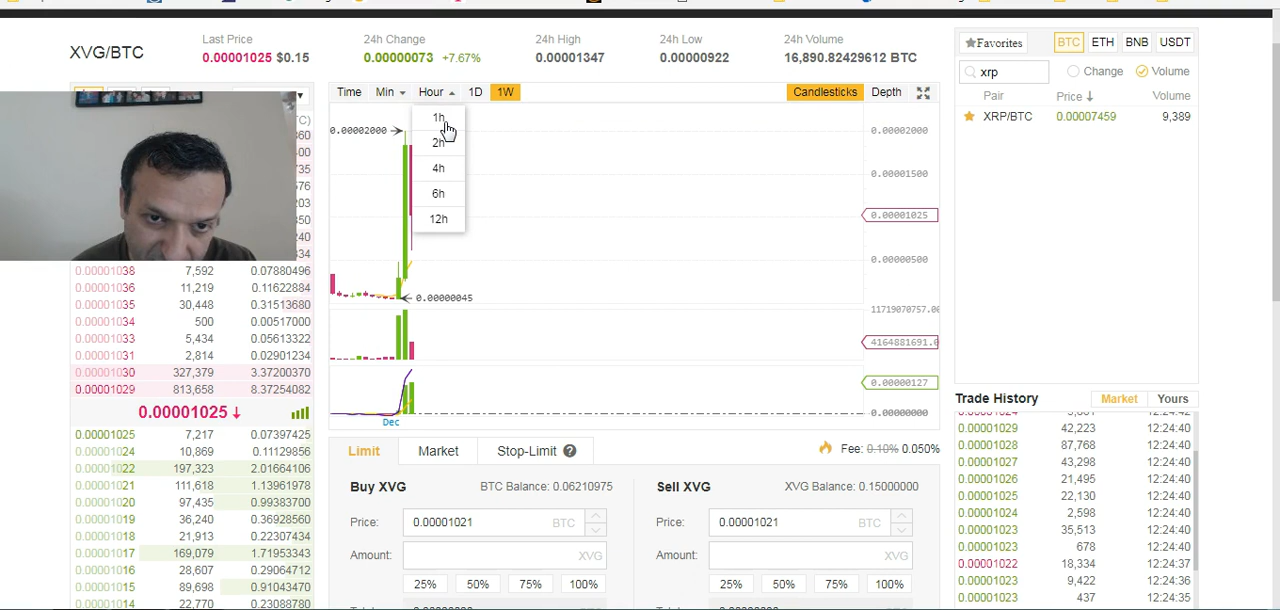 XVG/BTC
Last Price
0.00001025 $0.15
24h Change
0.00000073 +7.67%
24h High
0.00001347
24h Low
0.00000922
24h Volume
16,890.82429612 BTC
Favorites BTC ETH BNB USDT
xrp Change Volume
Pair Price Volume
XRP/BTC 0.00007459 9,389
Time Min Hour 1D 1W Candlesticks Depth
1h
2h
4h
6h
12h
0.00002000
0.00000045
0.00002000
0.00001500
0.00001025
0.00000500
11719070757.0
4164881691.0
0.00000127
0.00000000
Dec
0.00001038 7,592 0.07880496
0.00001036 11,219 0.11622884
0.00001035 30,448 0.31513680
0.00001034 500 0.00517000
0.00001033 5,434 0.05613322
0.00001031 2,814 0.02901234
0.00001030 327,379 3.37200370
0.00001029 813,658 8.37254082
0.00001025
0.00001025 7,217 0.07397425
0.00001024 10,869 0.11129856
0.00001022 197,323 2.01664106
0.00001021 111,618 1.13961978
0.00001020 97,435 0.99383700
0.00001019 36,240 0.36928560
0.00001018 21,913 0.22307434
0.00001017 169,079 1.71953343
0.00001016 28,607 0.29064712
0.00001015 89,698 0.91043470
0.00001014 22,770 0.23088780
Limit Market Stop-Limit ? Fee: 0.10% 0.050%
Buy XVG BTC Balance: 0.06210975
Price: 0.00001021 BTC
Amount: XVG
25% 50% 75% 100%
Sell XVG XVG Balance: 0.15000000
Price: 0.00001021 BTC
Amount: XVG
25% 50% 75% 100%
Trade History Market Yours
0.00001029 42,223 12:24:40
0.00001028 87,768 12:24:40
0.00001027 43,298 12:24:40
0.00001026 21,495 12:24:40
0.00001025 22,130 12:24:40
0.00001024 2,598 12:24:40
0.00001023 35,513 12:24:40
0.00001023 678 12:24:40
0.00001022 18,334 12:24:37
0.00001023 9,422 12:24:36
0.00001023 437 12:24:35